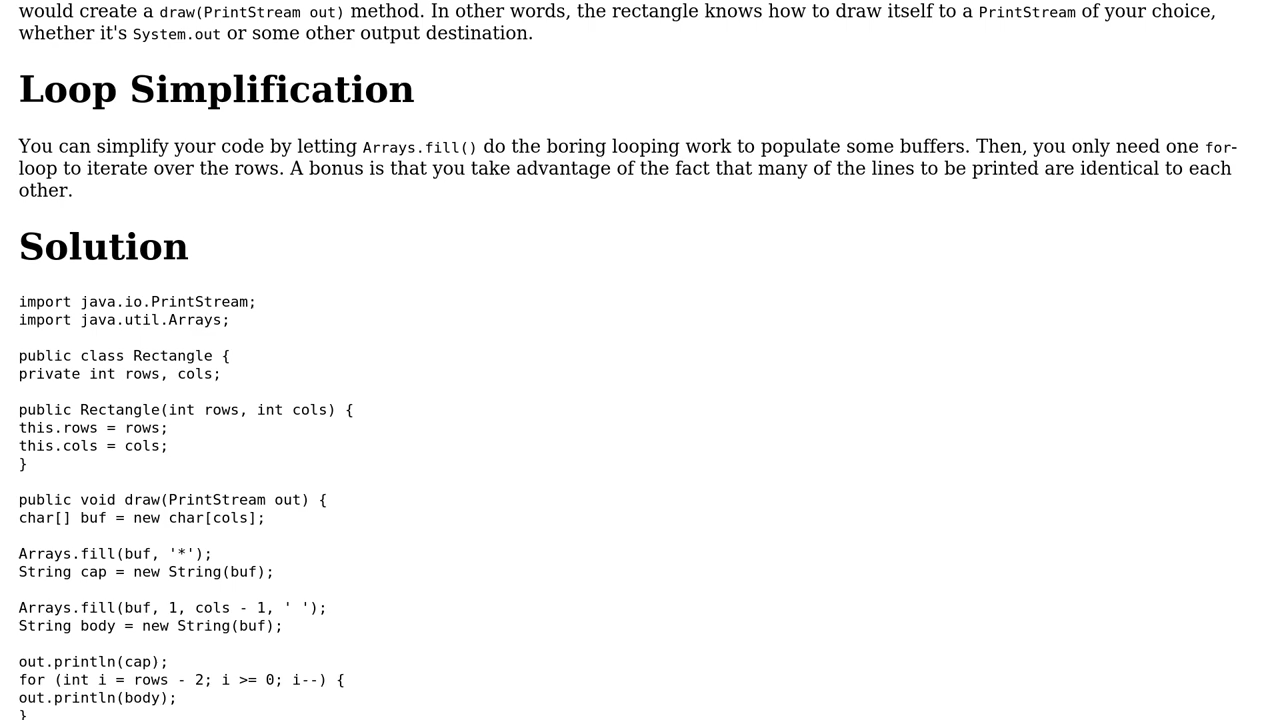 would create a draw(PrintStream out) method. In other words, the rectangle knows how to draw itself to a PrintStream of your choice,
whether it's System.out or some other output destination.
Loop Simplification
You can simplify your code by letting Arrays.fill() do the boring looping work to populate some buffers. Then, you only need one for-
loop to iterate over the rows. A bonus is that you take advantage of the fact that many of the lines to be printed are identical to each
other.
Solution
import java.io.PrintStream;
import java.util.Arrays;
public class Rectangle {
private int rows, cols;
public Rectangle(int rows, int cols) {
this.rows = rows;
this.cols = cols;
}
public void draw(PrintStream out) {
char[] buf = new char[cols];
Arrays.fill(buf, '*');
String cap = new String(buf);
Arrays.fill(buf, 1, cols - 1, ' ');
String body = new String(buf);
out.println(cap);
for (int i = rows - 2; i >= 0; i--) {
out.println(body);
}